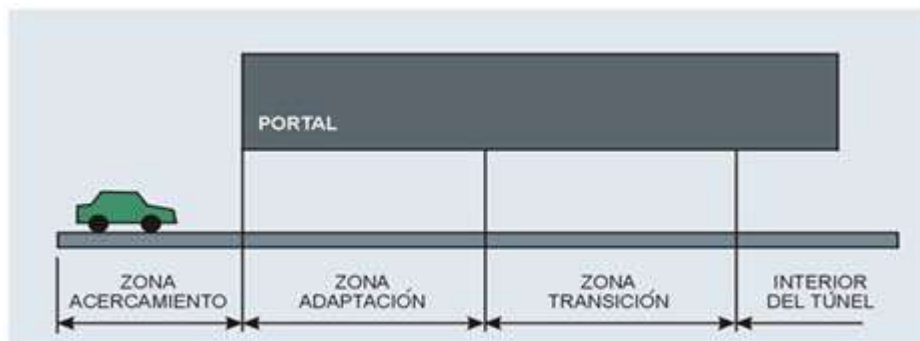 PORTAL
ZONA
ACERCAMIENTO
ZONA
ADAPTACIÓN
ZONA
TRANSICIÓN
INTERIOR
DEL TÚNEL